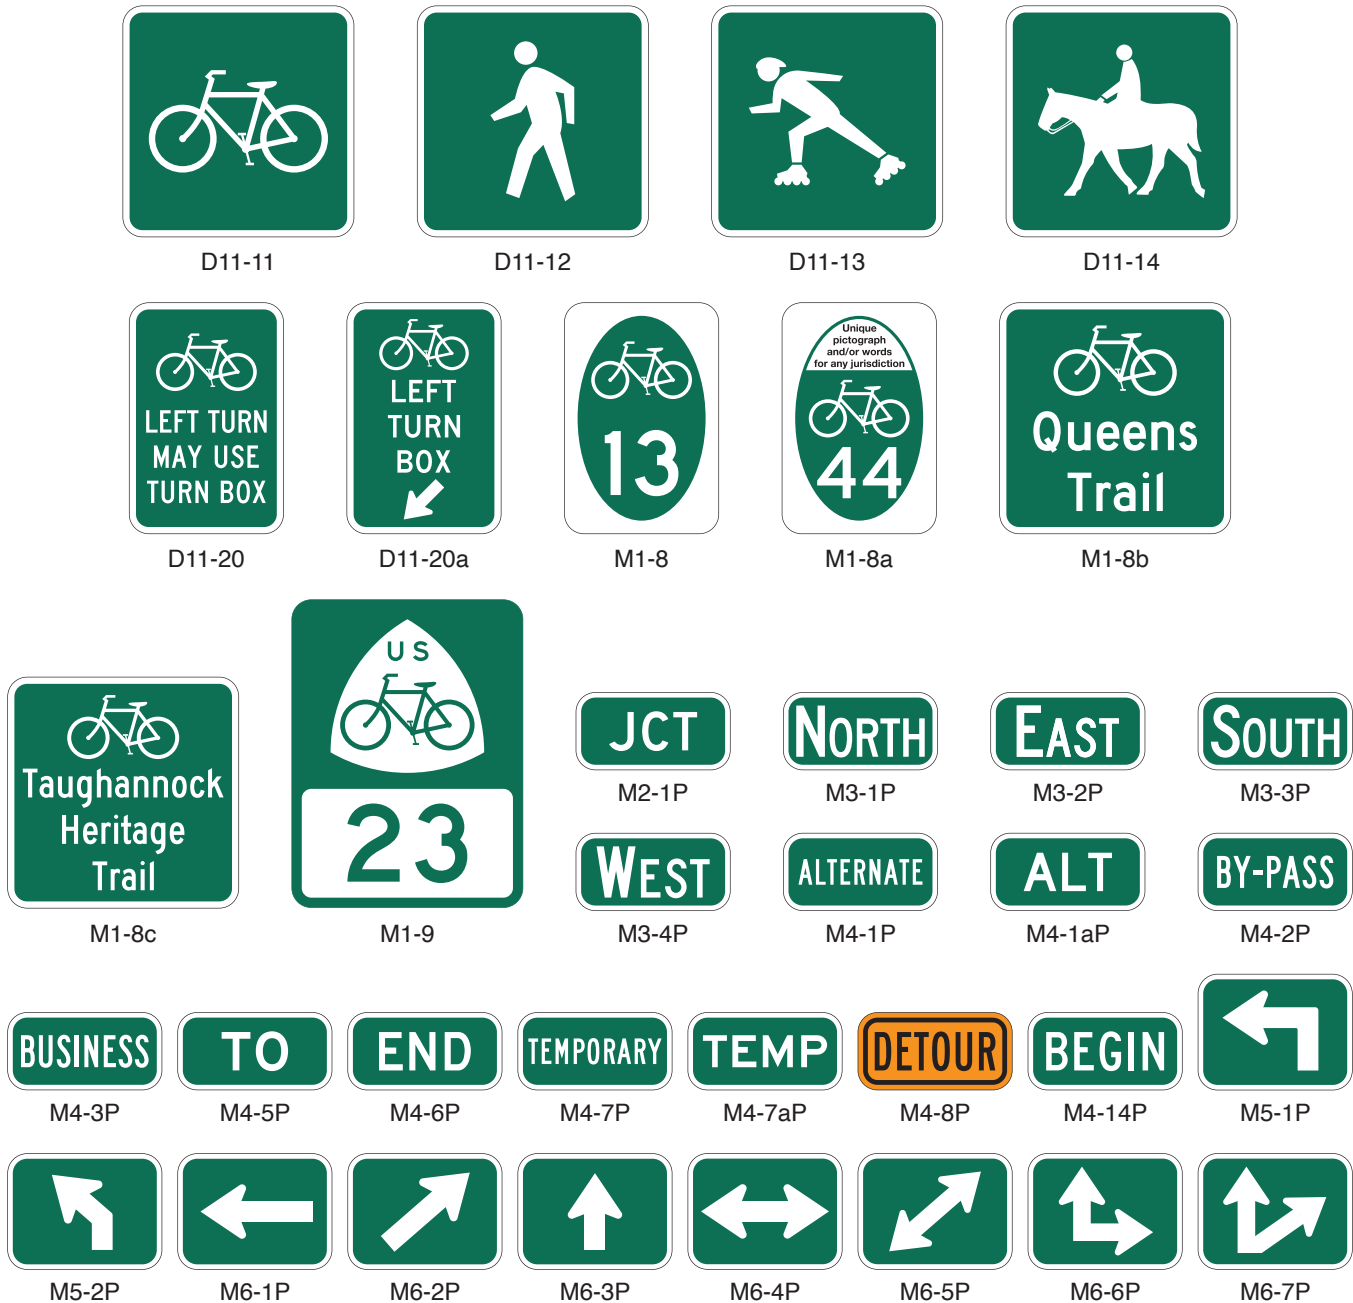 D11-11
D11-12
D11-13
D11-14
LEFT TURN
MAY USE
TURN BOX
D11-20
LEFT
TURN
BOX
D11-20a
13
M1-8
Unique
pictograph
and/or words
for any jurisdiction
44
M1-8a
Queens
Trail
M1-8b
Taughannock
Heritage
Trail
M1-8c
US
23
M1-9
JCT
M2-1P
NORTH
M3-1P
EAST
M3-2P
SOUTH
M3-3P
WEST
M3-4P
ALTERNATE
M4-1P
ALT
M4-1aP
BY-PASS
M4-2P
BUSINESS
M4-3P
TO
M4-5P
END
M4-6P
TEMPORARY
M4-7P
TEMP
M4-7aP
DETOUR
M4-8P
BEGIN
M4-14P
M5-1P
M5-2P
M6-1P
M6-2P
M6-3P
M6-4P
M6-5P
M6-6P
M6-7P